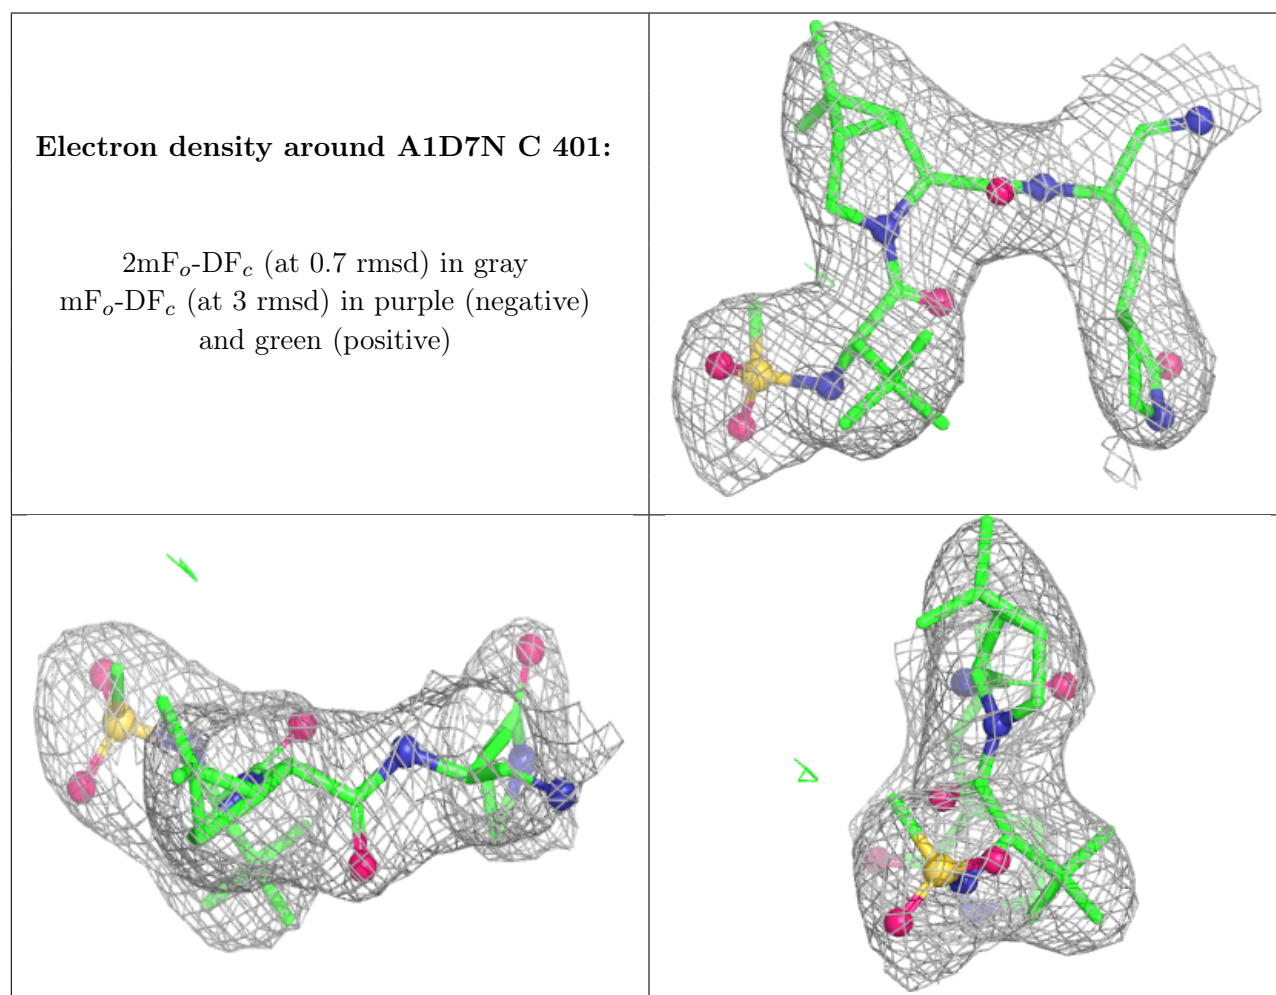 Electron density around A1D7N C 401:
2mFo-DFc (at 0.7 rmsd) in gray
mFo-DFc (at 3 rmsd) in purple (negative)
and green (positive)